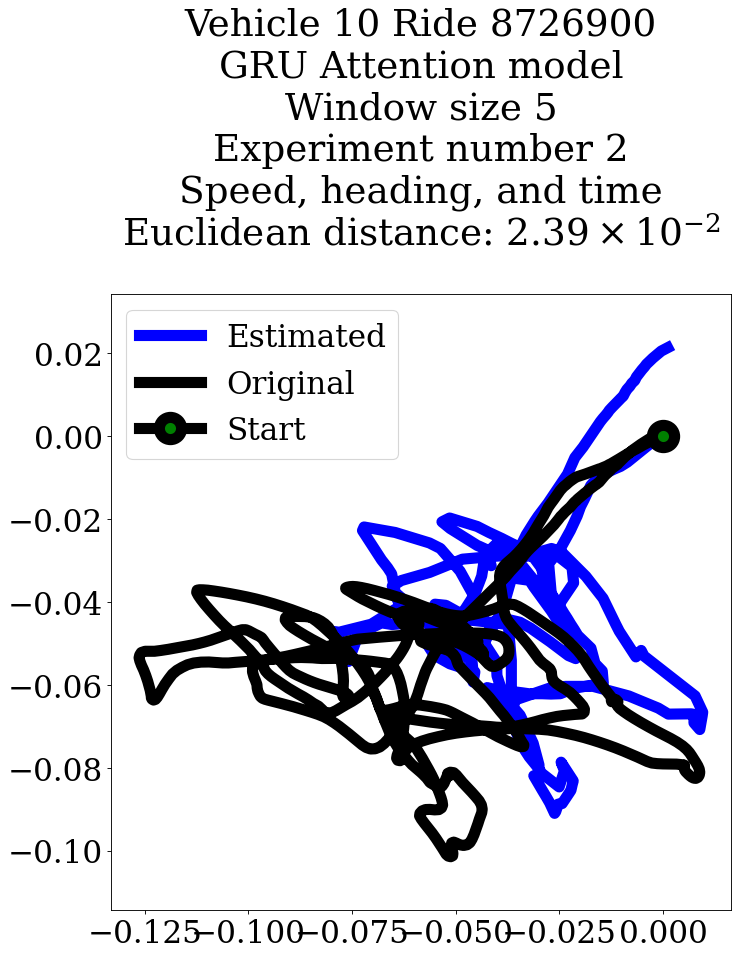 Vehicle 10 Ride 8726900
GRU Attention model
Window size 5
Experiment number 2
Speed, heading, and time
Euclidean distance: 2.39 × 10⁻²
Estimated
Original
Start
0.02
0.00
−0.02
−0.04
−0.06
−0.08
−0.10
−0.125 −0.100 −0.075 −0.050 −0.025 0.000